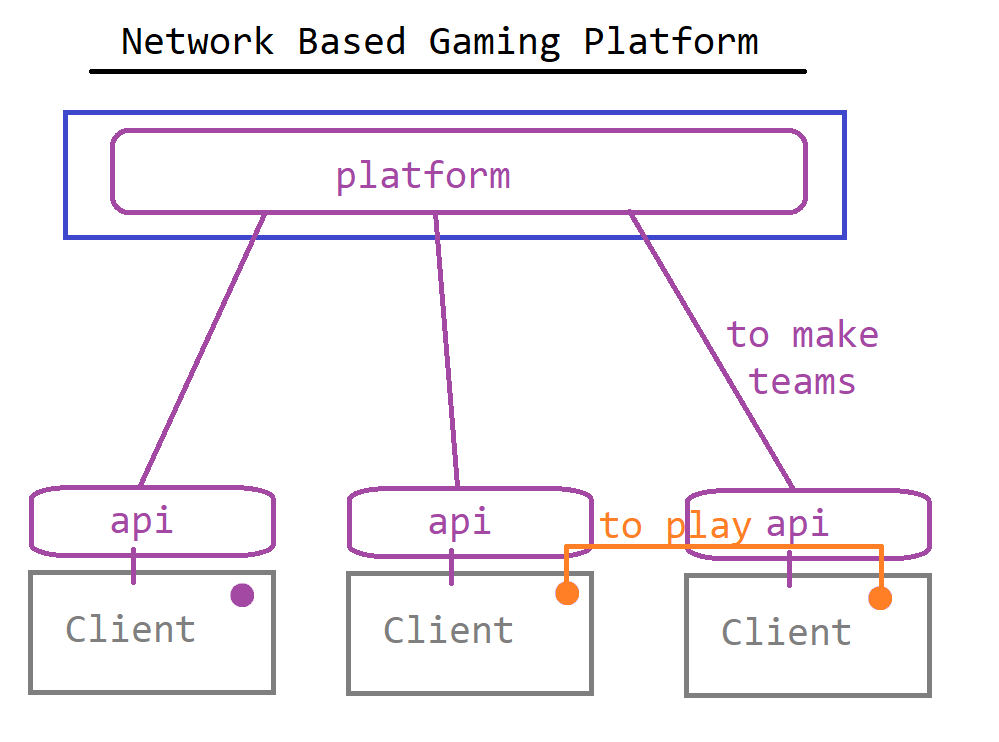 Network Based Gaming Platform
platform
to make
teams
api
api
to play
api
Client
Client
Client